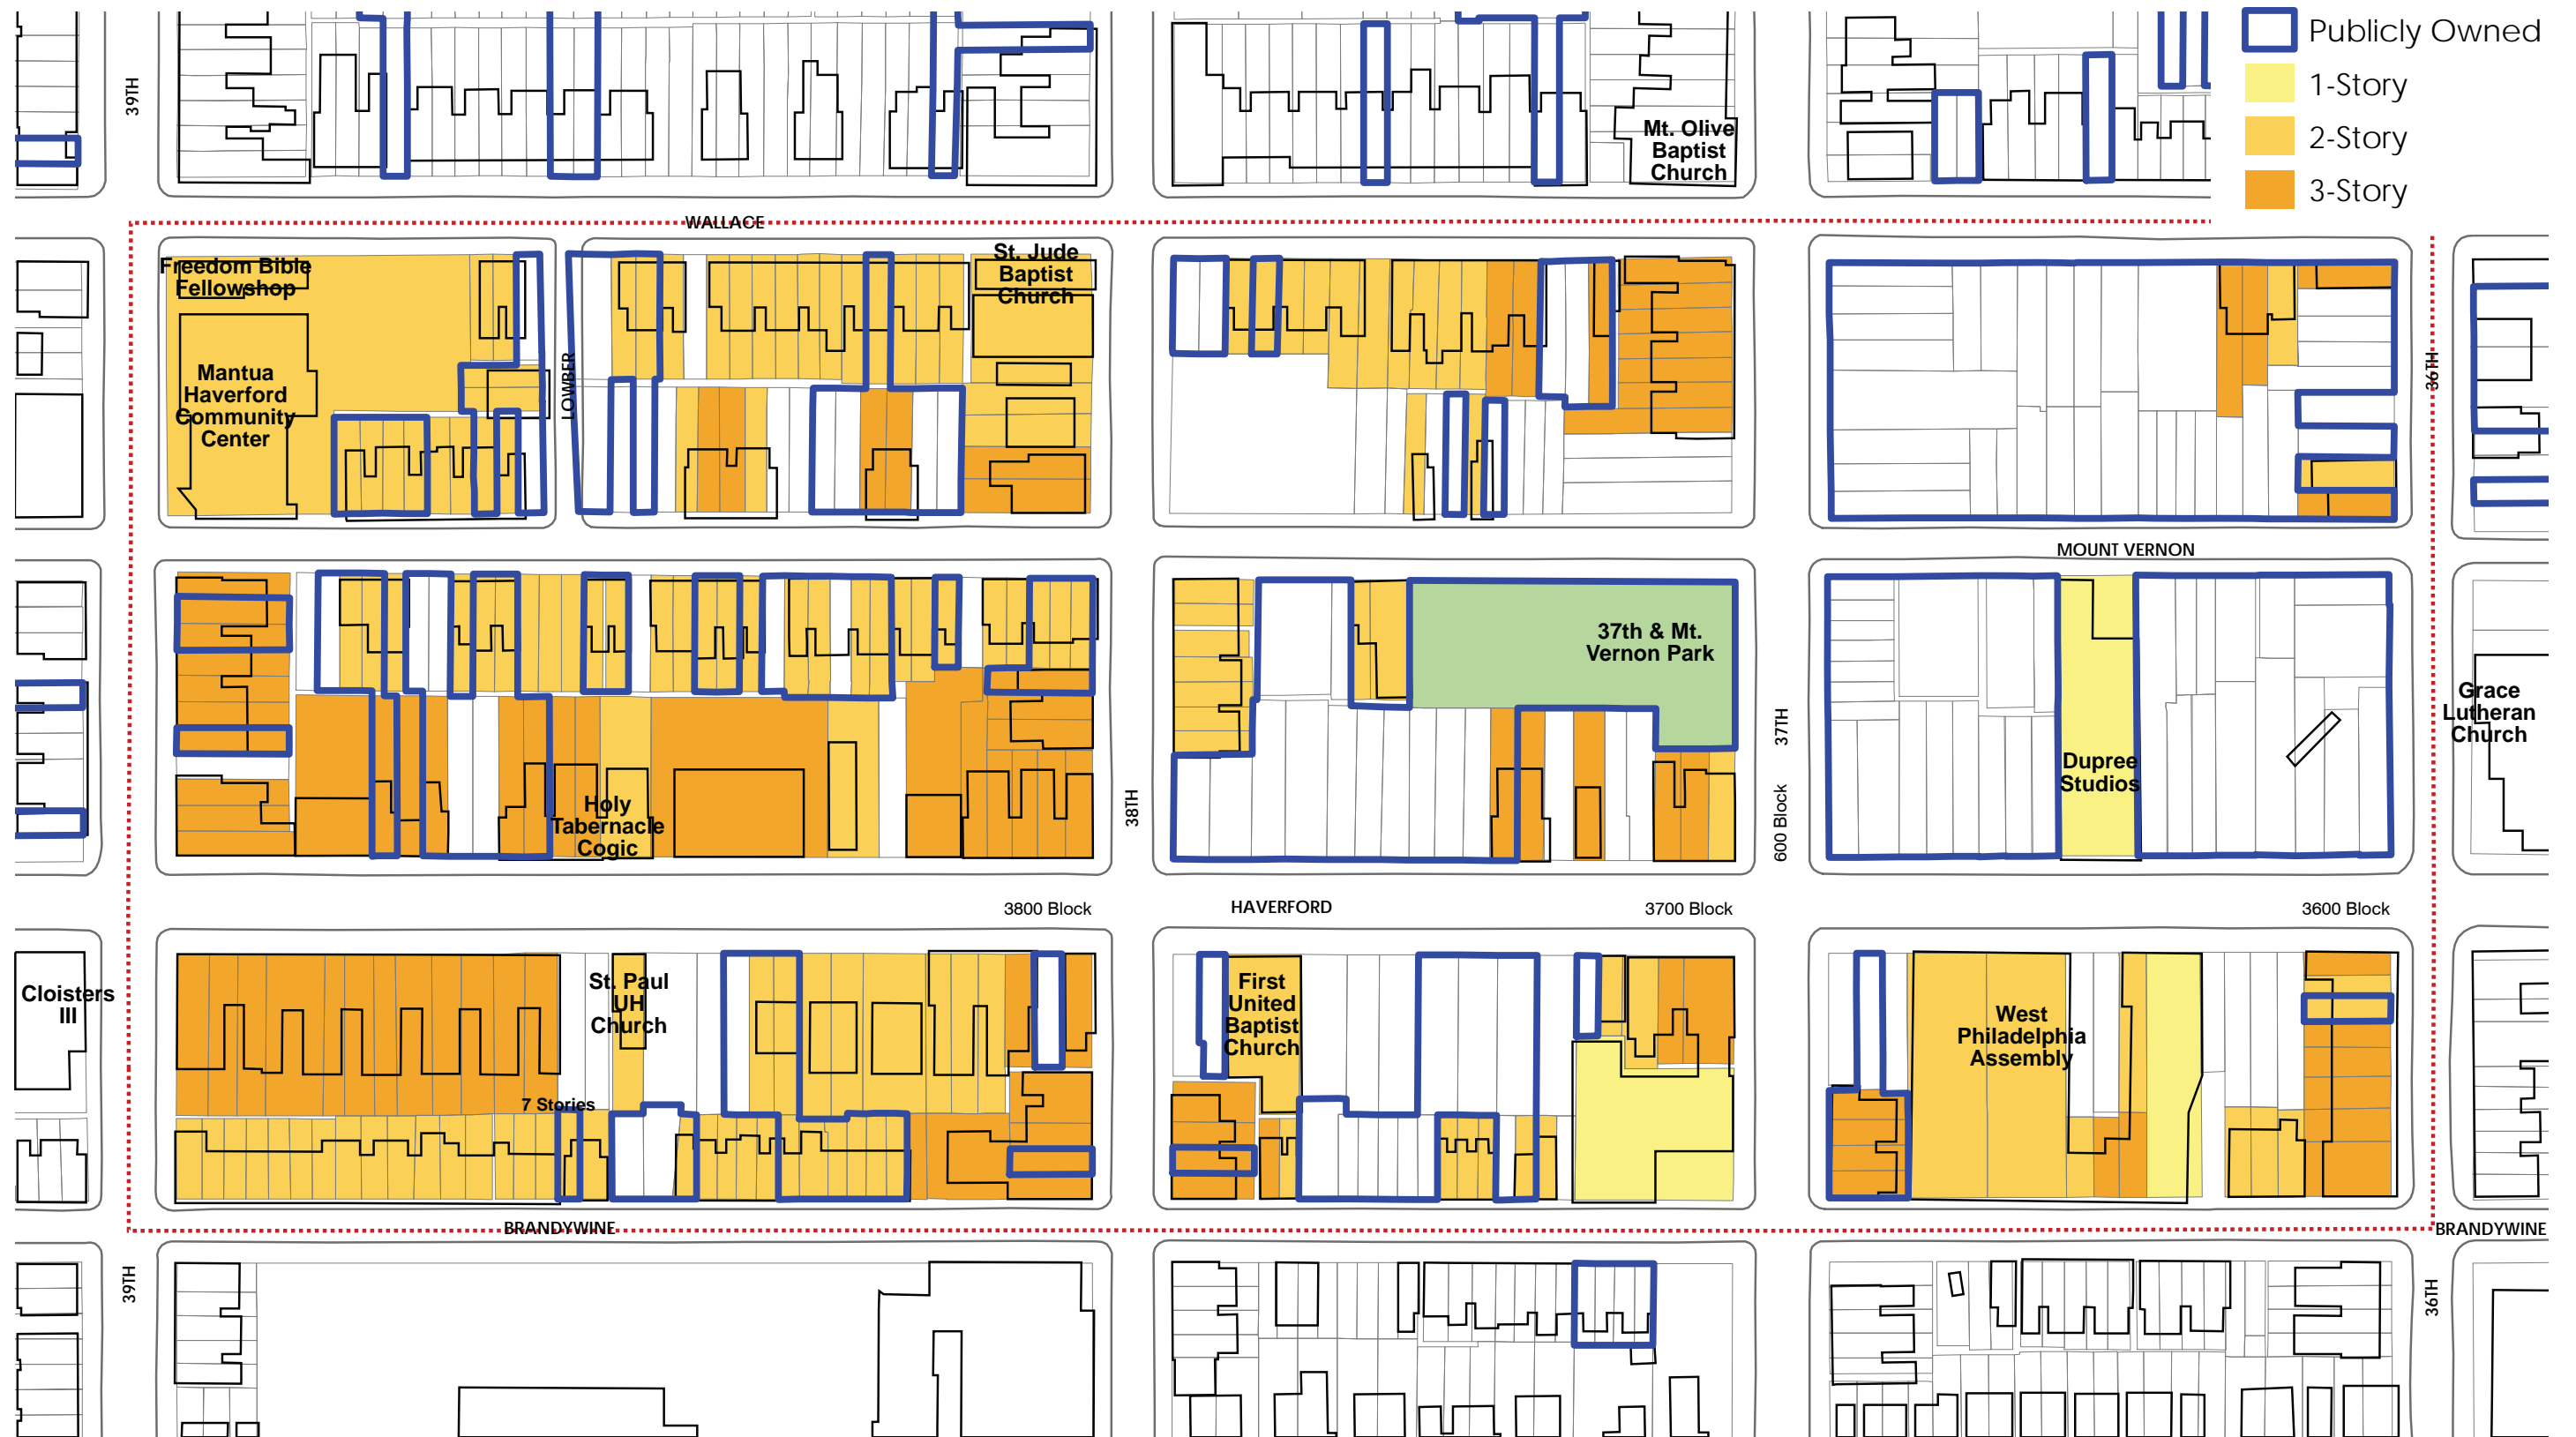 Publicly Owned
1-Story
2-Story
3-Story
39TH
Mt. Olive
Baptist
Church
WALLACE
Freedom Bible
Fellowshop
St. Jude
Baptist
Church
Mantua
Haverford
Community
Center
LOWBER
36TH
MOUNT VERNON
37th & Mt.
Vernon Park
Grace
Lutheran
Church
37TH
Dupree
Studios
Holy
Tabernacle
Cogic
38TH
600 Block
3800 Block
HAVERFORD
3700 Block
3600 Block
Cloisters
III
St. Paul
UH
Church
First
United
Baptist
Church
West
Philadelphia
Assembly
7 Stories
BRANDYWINE
BRANDYWINE
39TH
36TH